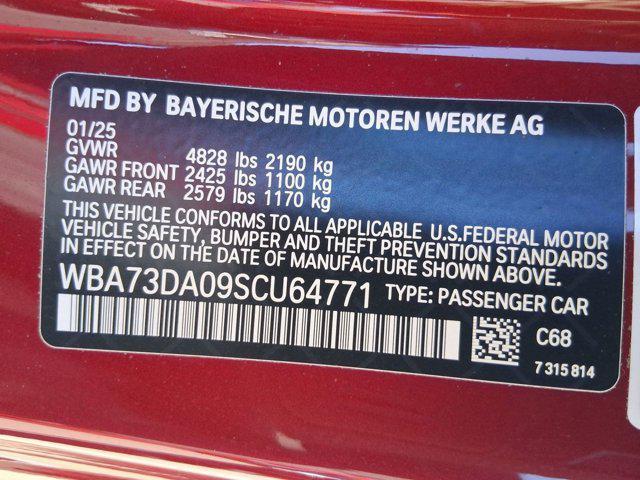 MFD BY BAYERISCHE MOTOREN WERKE AG
01/25
GVWR 4828 lbs 2190 kg
GAWR FRONT 2425 lbs 1100 kg
GAWR REAR 2579 lbs 1170 kg
THIS VEHICLE CONFORMS TO ALL APPLICABLE U.S.FEDERAL MOTOR
VEHICLE SAFETY, BUMPER AND THEFT PREVENTION STANDARDS
IN EFFECT ON THE DATE OF MANUFACTURE SHOWN ABOVE.
WBA73DA09SCU64771 TYPE: PASSENGER CAR
C68
7 315 814